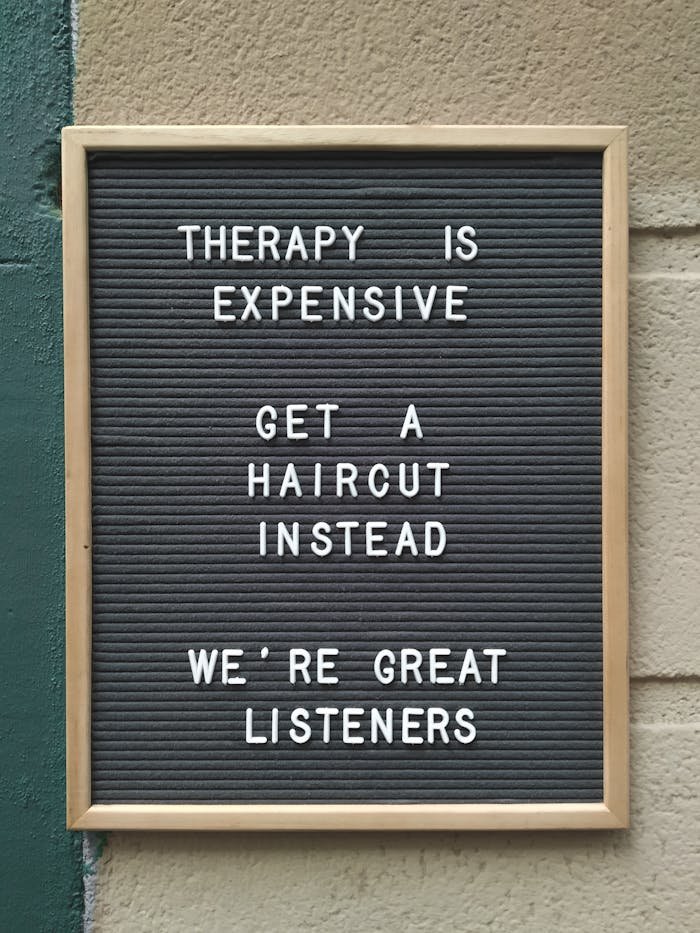 THERAPY IS
EXPENSIVE
GET A
HAIRCUT
INSTEAD
WE'RE GREAT
LISTENERS